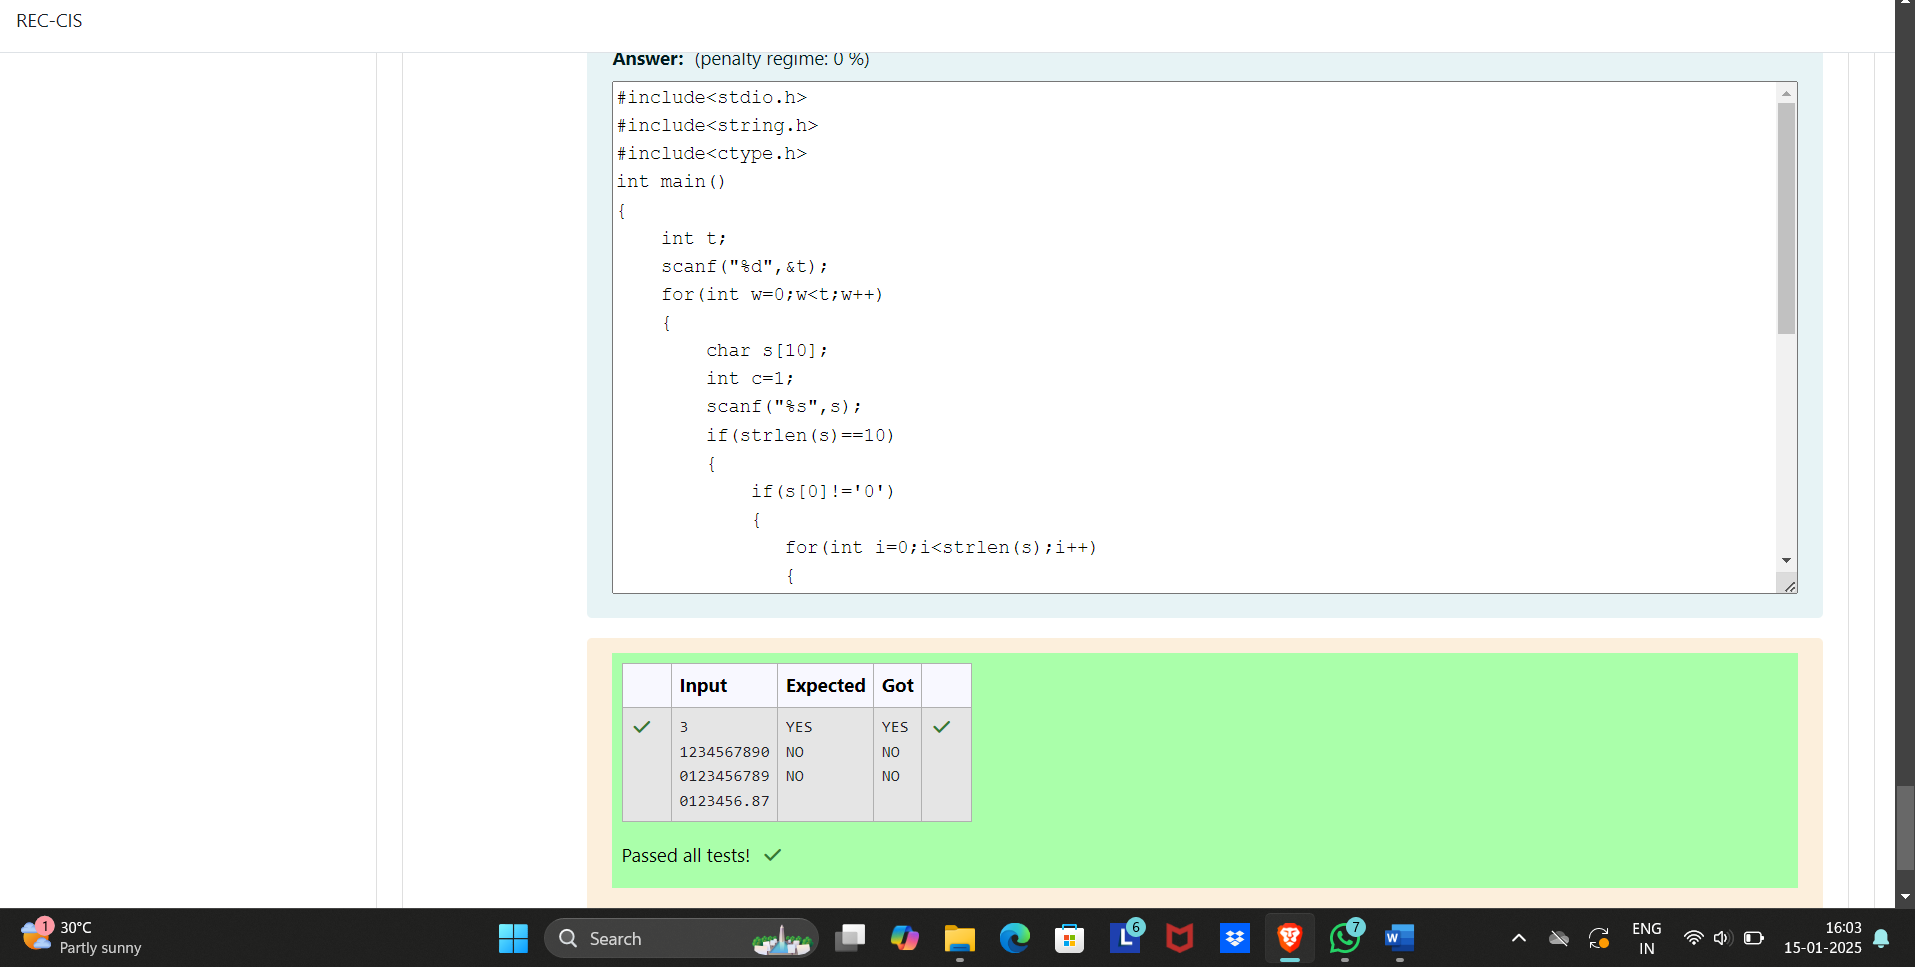 REC-CIS
Answer: (penalty regime: 0 %)
#include<stdio.h>
#include<string.h>
#include<ctype.h>
int main()
{
    int t;
    scanf("%d",&t);
    for(int w=0;w<t;w++)
    {
        char s[10];
        int c=1;
        scanf("%s",s);
        if(strlen(s)==10)
        {
            if(s[0]!='0')
            {
               for(int i=0;i<strlen(s);i++)
               {
Input Expected Got
3 YES YES
1234567890 NO NO
0123456789 NO NO
0123456.87
Passed all tests!
1 30°C
Partly sunny
Search
L 6
7
W
ENG
IN
16:03
15-01-2025